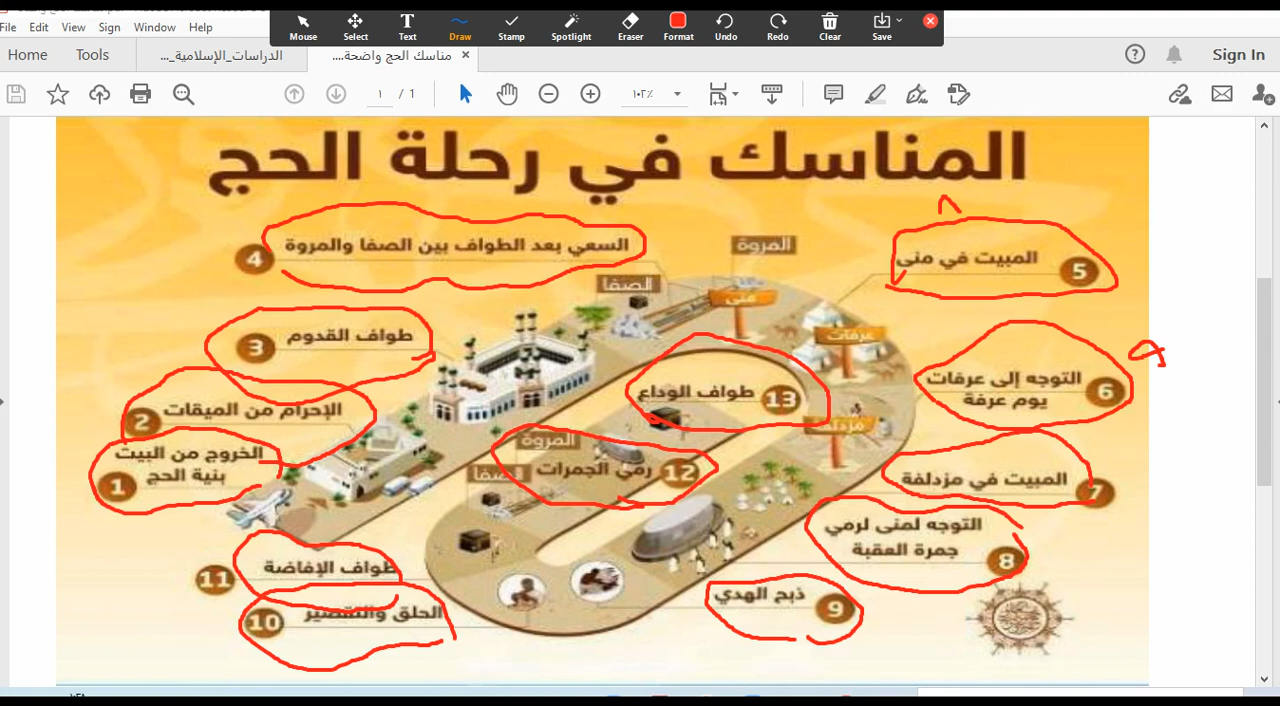 Mouse Select Text Draw Stamp Spotlight Eraser Format Undo Redo Clear Save
File Edit View Sign Window Help
Home Tools الدراسات_الإسلامية_... مناسك الحج واضحة.... × Sign In
١ / 1 ١٠٢٪
المناسك في رحلة الحج
السعي بعد الطواف بين الصفا والمروة 4
المروة
المبيت في منى 5
الصفا
منى
طواف القدوم 3
عرفات
التوجه إلى عرفات
يوم عرفة 6
طواف الوداع 13
الإحرام من الميقات 2
مزدلفة
المروة
الخروج من البيت
بنية الحج 1
رمي الجمرات 12
الصفا
المبيت في مزدلفة 7
التوجه لمنى لرمي
جمرة العقبة 8
طواف الإفاضة 11
ذبح الهدي 9
الحلق والتقصير 10